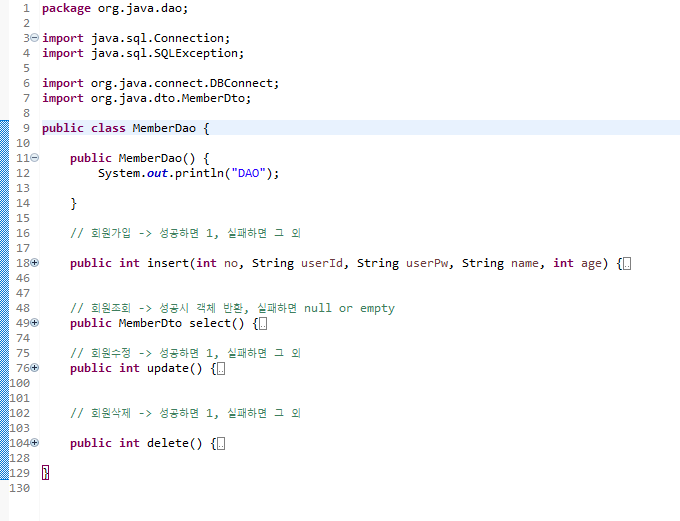 1 package org.java.dao;
2
3 import java.sql.Connection;
4 import java.sql.SQLException;
5
6 import org.java.connect.DBConnect;
7 import org.java.dto.MemberDto;
8
9 public class MemberDao {
10
11 public MemberDao() {
12 System.out.println("DAO");
13
14 }
15
16 // 회원가입 -> 성공하면 1, 실패하면 그 외
17
18 public int insert(int no, String userId, String userPw, String name, int age) {..
46
47
48 // 회원조회 -> 성공시 객체 반환, 실패하면 null or empty
49 public MemberDto select() {..
74
75 // 회원수정 -> 성공하면 1, 실패하면 그 외
76 public int update() {..
100
101
102 // 회원삭제 -> 성공하면 1, 실패하면 그 외
103
104 public int delete() {..
128
129 }
130